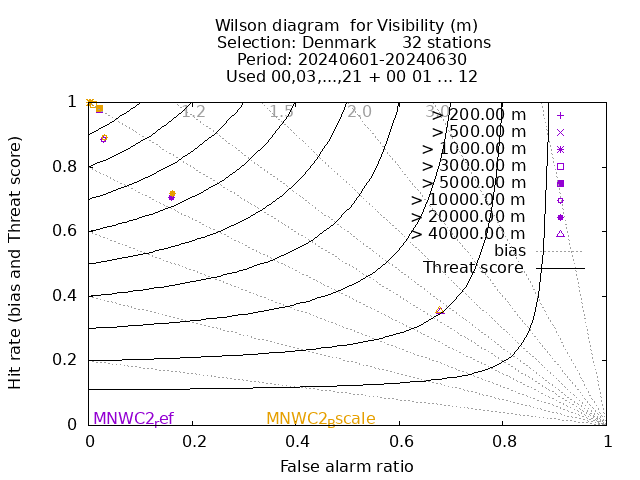 Wilson diagram  for Visibility (m)
Selection: Denmark     32 stations
Period: 20240601-20240630
Used 00,03,...,21 + 00 01 ... 12
Hit rate (bias and Threat score)
1
0.8
0.6
0.4
0.2
0
1.2
1.5
2.0
3.0
> 200.00 m
> 500.00 m
> 1000.00 m
> 3000.00 m
> 5000.00 m
> 10000.00 m
> 20000.00 m
> 40000.00 m
bias
Threat score
MNWC2ref
MNWC2Bscale
0
0.2
0.4
0.6
0.8
1
False alarm ratio